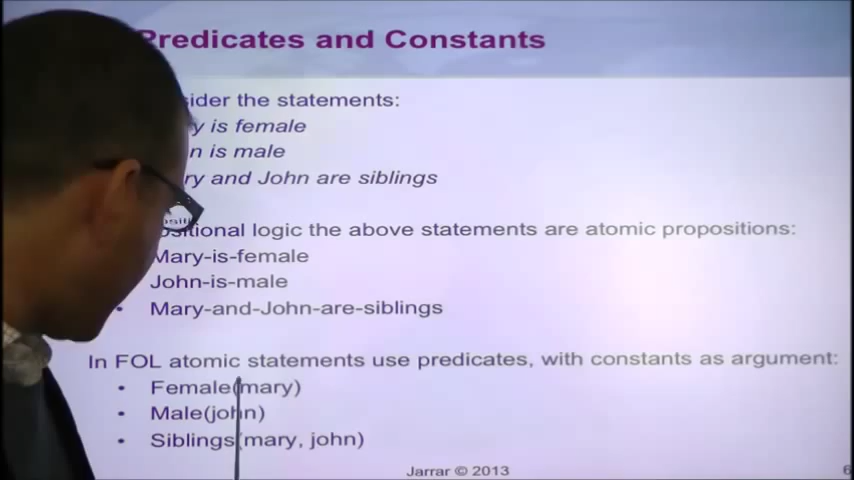 Predicates and Constants
sider the statements:
y is female
n is male
ry and John are siblings
ositional logic the above statements are atomic propositions:
Mary-is-female
John-is-male
• Mary-and-John-are-siblings
In FOL atomic statements use predicates, with constants as argument:
• Female(mary)
• Male(john)
• Siblings(mary, john)
Jarrar © 2013
6